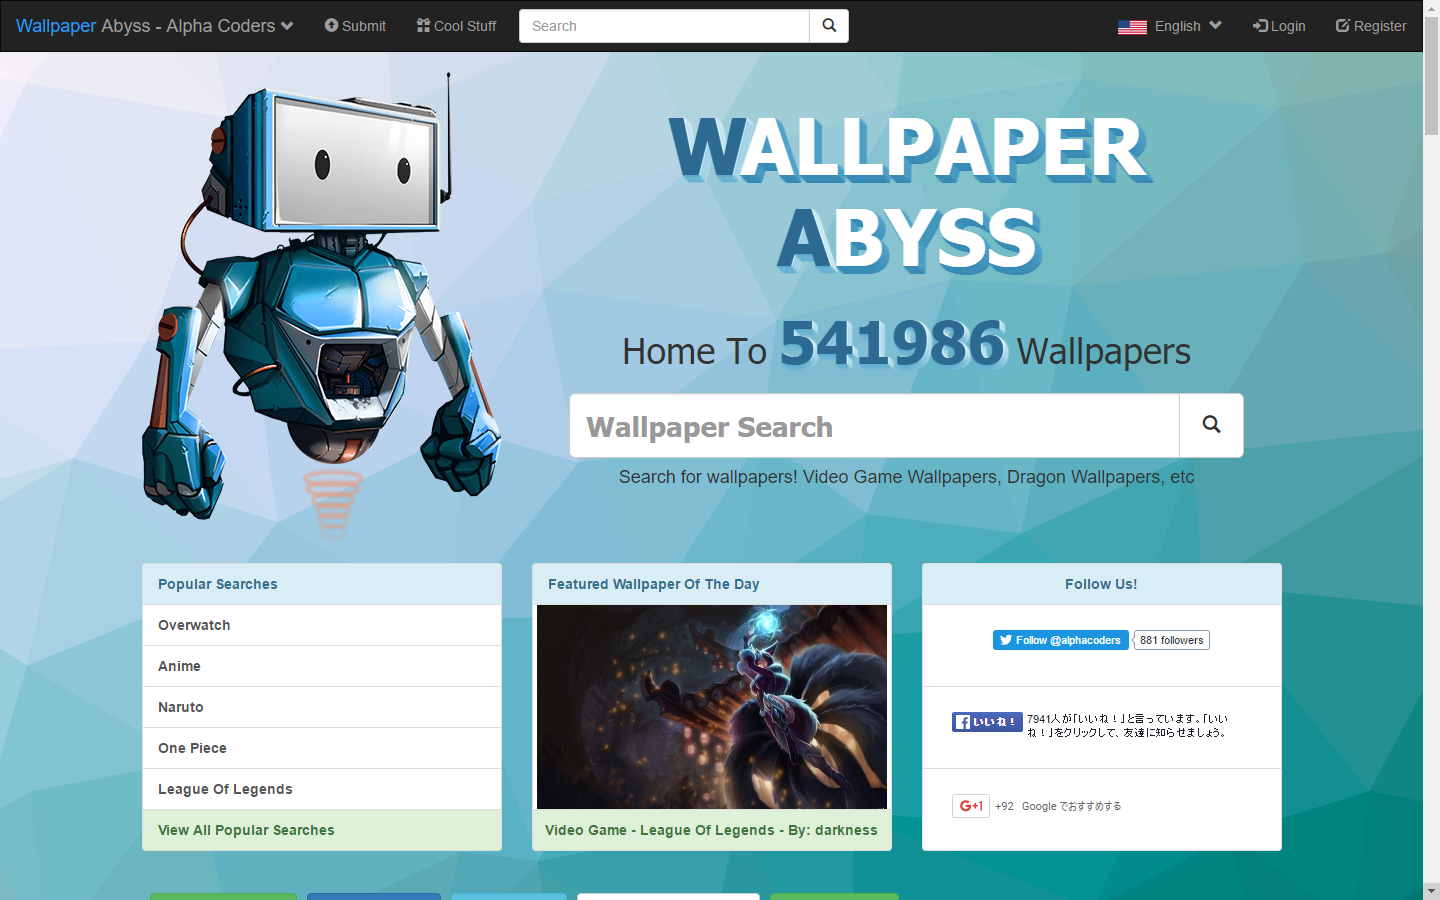 Wallpaper Abyss - Alpha Coders
Submit
Cool Stuff
Search
English
Login
Register
WALLPAPER
ABYSS
Home To 541986 Wallpapers
Wallpaper Search
Search for wallpapers! Video Game Wallpapers, Dragon Wallpapers, etc
Popular Searches
Overwatch
Anime
Naruto
One Piece
League Of Legends
View All Popular Searches
Featured Wallpaper Of The Day
Video Game - League Of Legends - By: darkness
Follow Us!
Follow @alphacoders
881 followers
いいね！
7941人が「いいね！」と言っています。「いい
ね！」をクリックして、友達に知らせましょう。
G+1
+92
Google でおすすめする